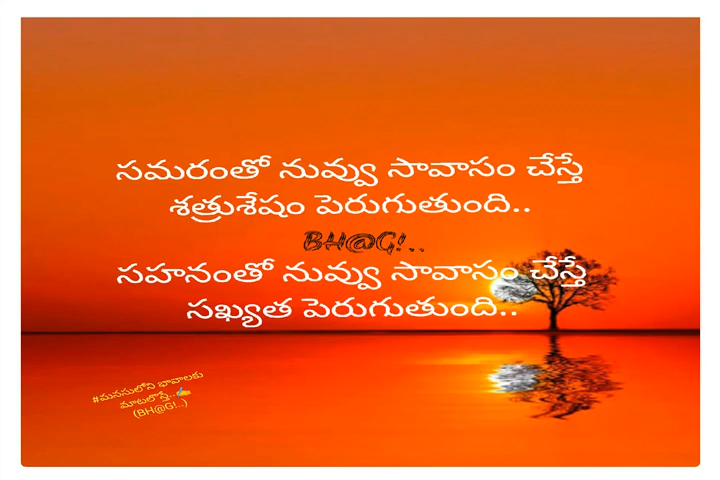 సమరంతో నువ్వు సావాసం చేస్తే
శత్రుశేషం పెరుగుతుంది..
BH@G!..
సహనంతో నువ్వు సావాసం చేస్తే
సఖ్యత పెరుగుతుంది..
#మనసులోని భావాలకు
మాటలొస్తే..✍️
(BH@G!..)